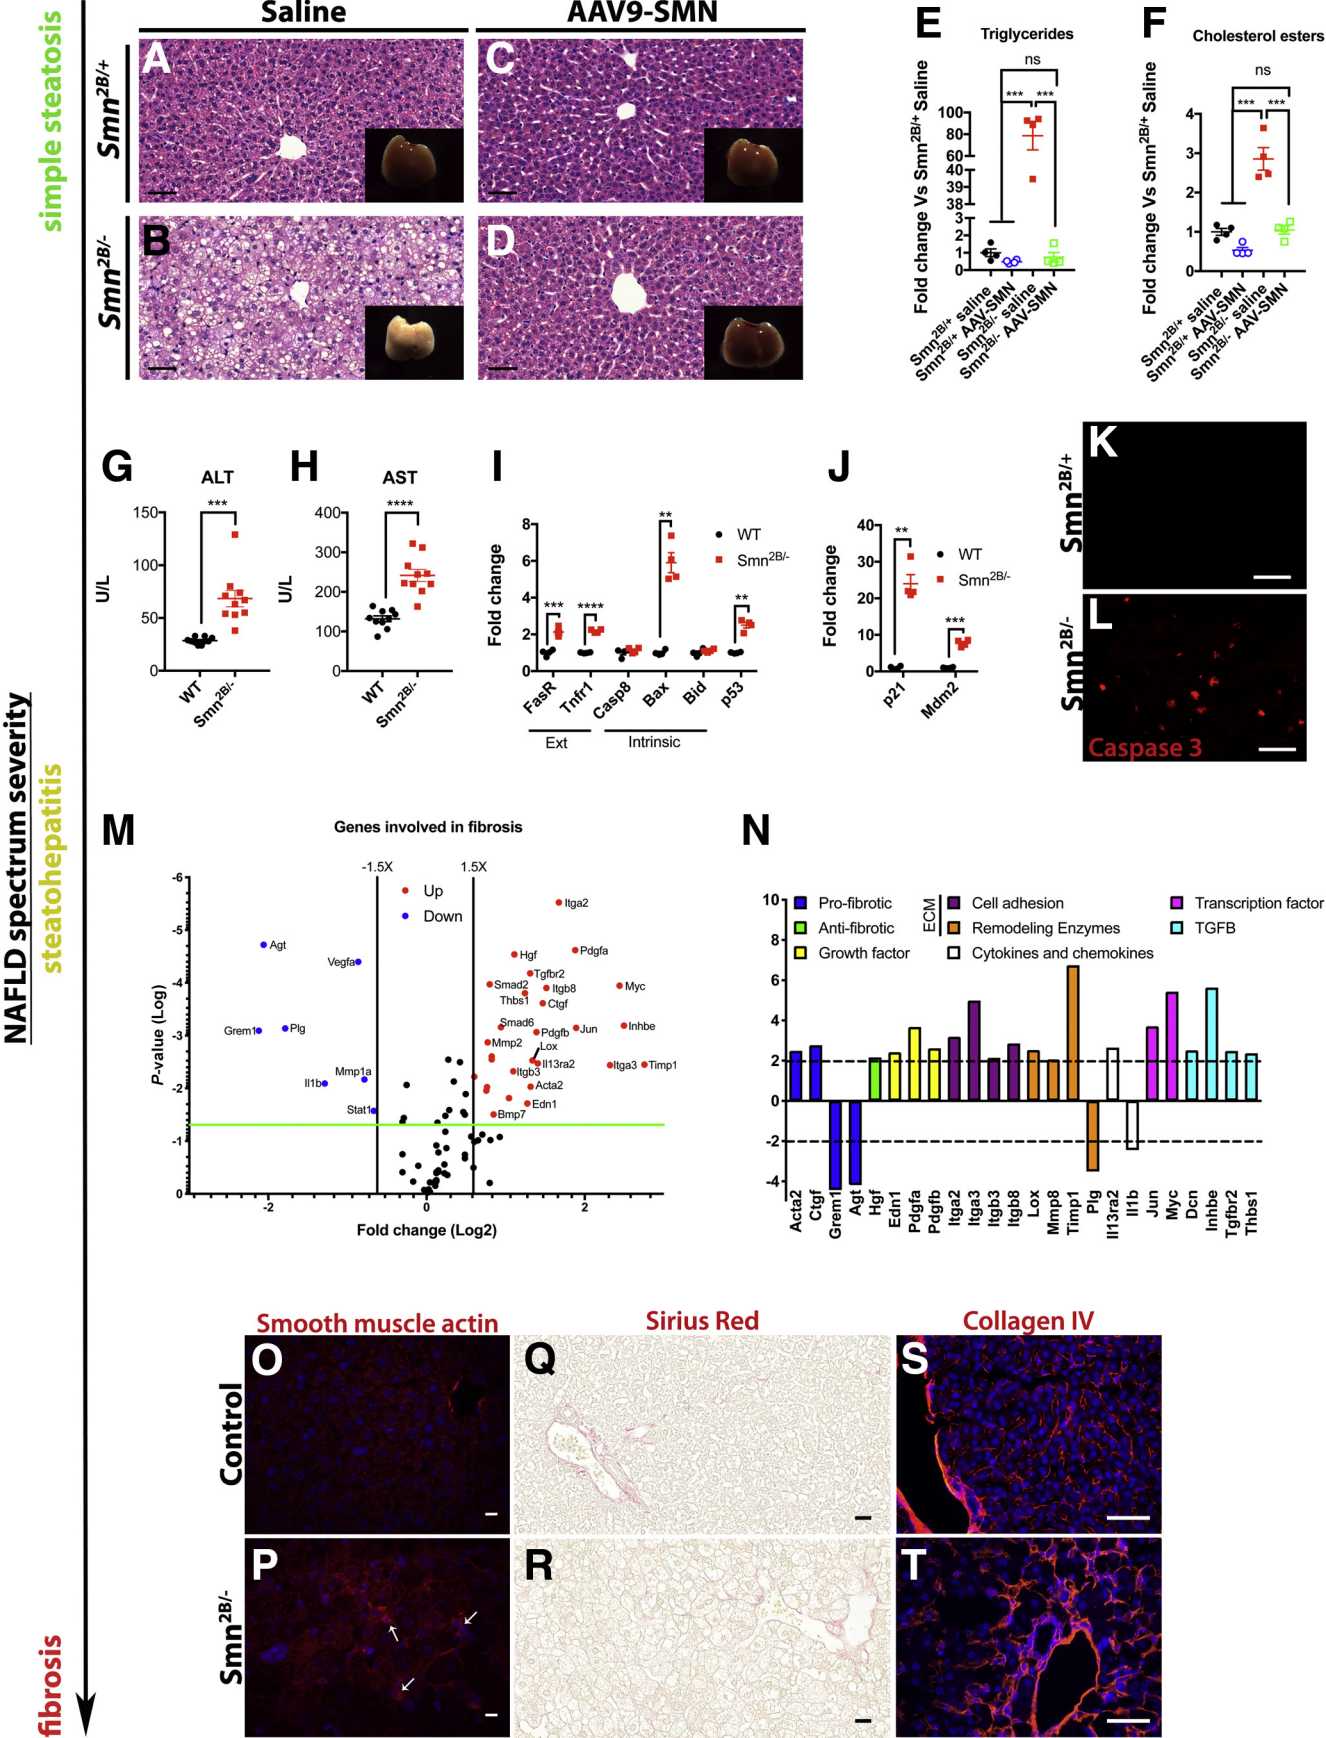 Saline
AAV9-SMN
simple steatosis
Smn2B/+
Smn2B/-
A
C
B
D
E
Triglycerides
Fold change Vs Smn2B/+ Saline
ns
***
***
100
80
60
40
39
38
3
2
1
0
Smn2B/+ saline
Smn2B/+ AAV-SMN
Smn2B/- saline
Smn2B/- AAV-SMN
F
Cholesterol esters
Fold change Vs Smn2B/+ Saline
ns
***
***
4
3
2
1
0
Smn2B/+ saline
Smn2B/+ AAV-SMN
Smn2B/- saline
Smn2B/- AAV-SMN
G
ALT
***
U/L
150
100
50
0
WT
Smn2B/-
H
AST
****
U/L
400
300
200
100
0
WT
Smn2B/-
I
Fold change
8
6
4
2
0
***
****
**
**
WT
Smn2B/-
FasR
Tnfr1
Casp8
Bax
Bid
p53
Ext
Intrinsic
J
Fold change
40
30
20
10
0
**
***
WT
Smn2B/-
p21
Mdm2
Smn2B/+
K
Smn2B/-
L
Caspase 3
NAFLD spectrum severity
steatohepatitis
M
Genes involved in fibrosis
-1.5X
1.5X
Up
Down
P-value (Log)
-6
-5
-4
-3
-2
-1
0
-2
0
2
Fold change (Log2)
Agt
Vegfa
Grem1
Plg
Mmp1a
Il1b
Stat1
Itga2
Hgf
Pdgfa
Tgfbr2
Smad2
Itgb8
Myc
Thbs1
Ctgf
Smad6
Pdgfb
Jun
Inhbe
Mmp2
Lox
Il13ra2
Itga3
Timp1
Itgb3
Acta2
Edn1
Bmp7
N
Pro-fibrotic
Anti-fibrotic
Growth factor
ECM
Cell adhesion
Remodeling Enzymes
Cytokines and chemokines
Transcription factor
TGFB
10
8
6
4
2
0
-2
-4
Acta2
Ctgf
Grem1
Agt
Hgf
Edn1
Pdgfa
Pdgfb
Itga2
Itga3
Itgb3
Itgb8
Lox
Mmp8
Timp1
Plg
Il13ra2
Il1b
Jun
Myc
Dcn
Inhbe
Tgfbr2
Thbs1
Smooth muscle actin
Sirius Red
Collagen IV
Control
O
Q
S
Smn2B/-
P
R
T
fibrosis